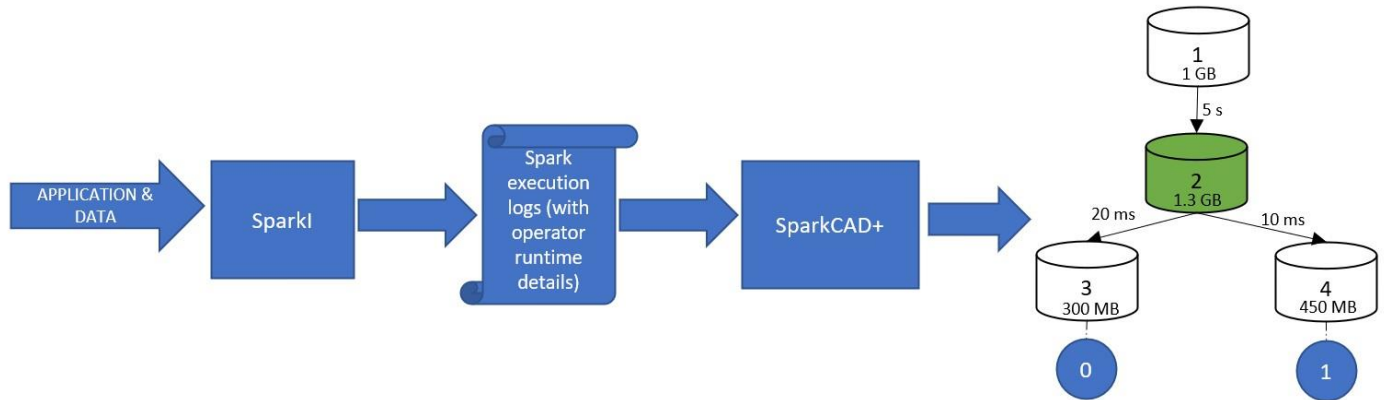 APPLICATION &
DATA
SparkI
Spark
execution
logs (with
operator
runtime
details)
SparkCAD+
1
1 GB
5 s
2
1.3 GB
20 ms
10 ms
3
300 MB
4
450 MB
0
1